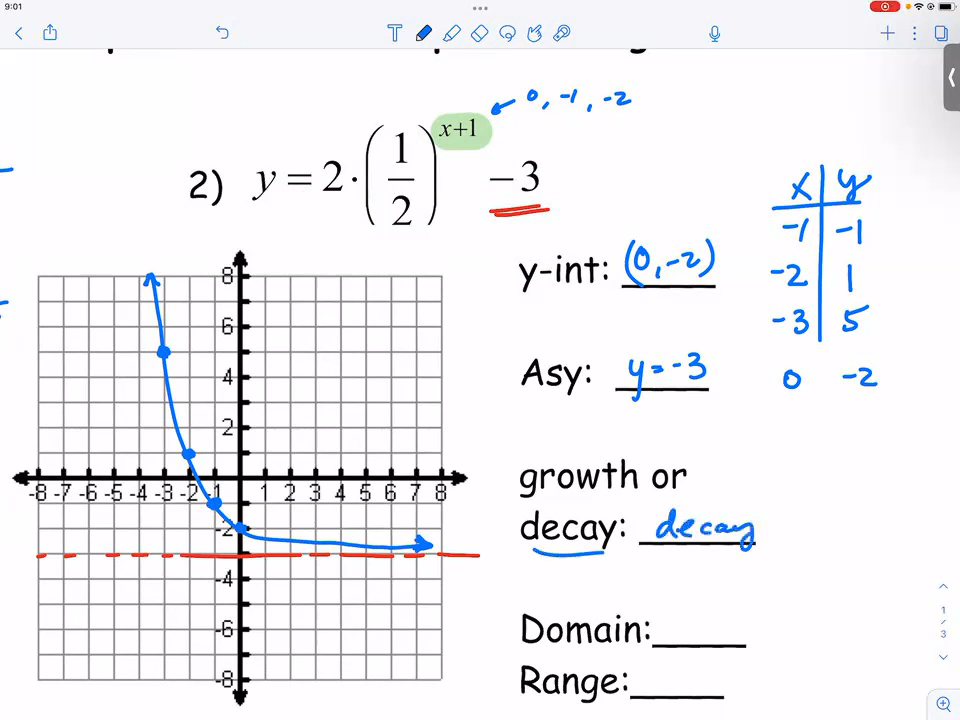 9:01
0, -1, -2
2) y = 2 · (1/2)^(x+1) - 3
x y
-1 -1
-2 1
-3 5
0 -2
y-int: (0, -2)
Asy: y = -3
growth or
decay: decay
Domain:_____
Range:_____
8
6
4
2
-8 -7 -6 -5 -4 -3 -2 -1 1 2 3 4 5 6 7 8
-2
-4
-6
-8
1
/
3